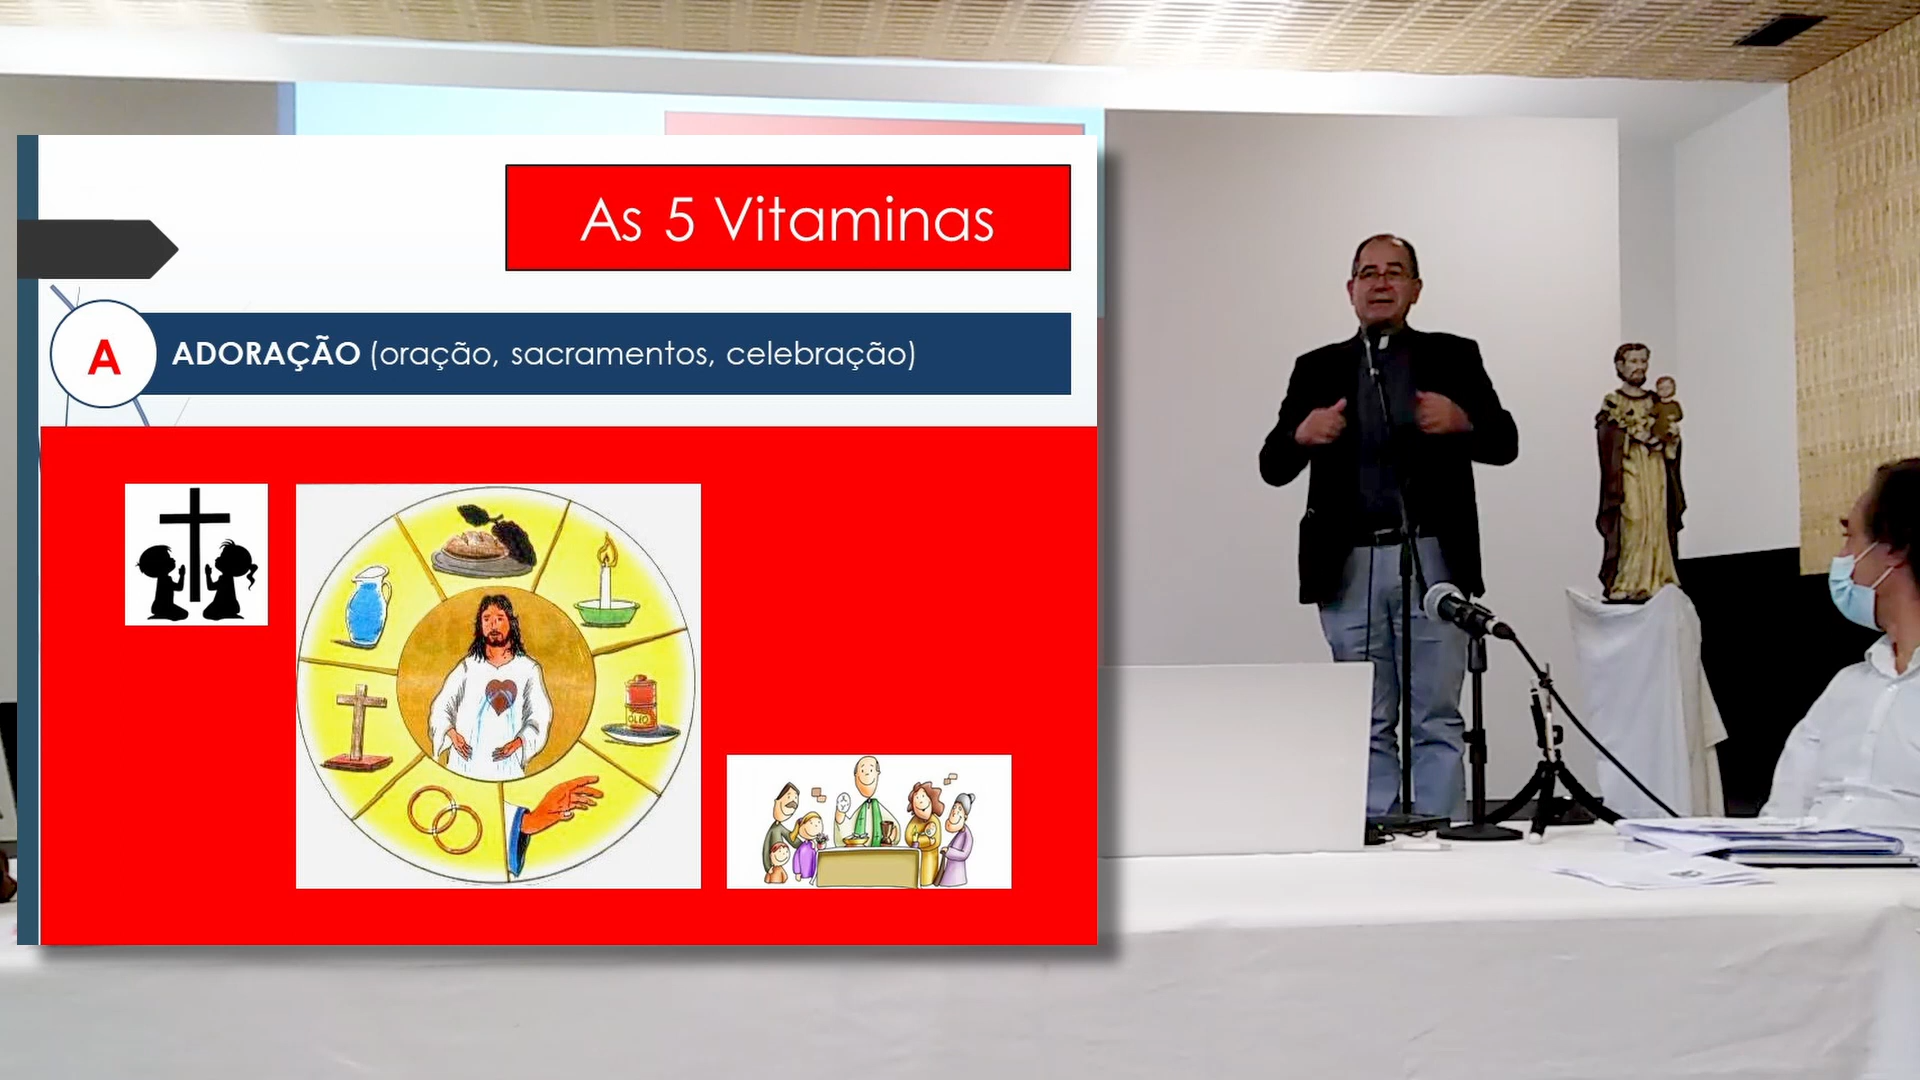 As 5 Vitaminas
A
ADORAÇÃO (oração, sacramentos, celebração)
OLIO